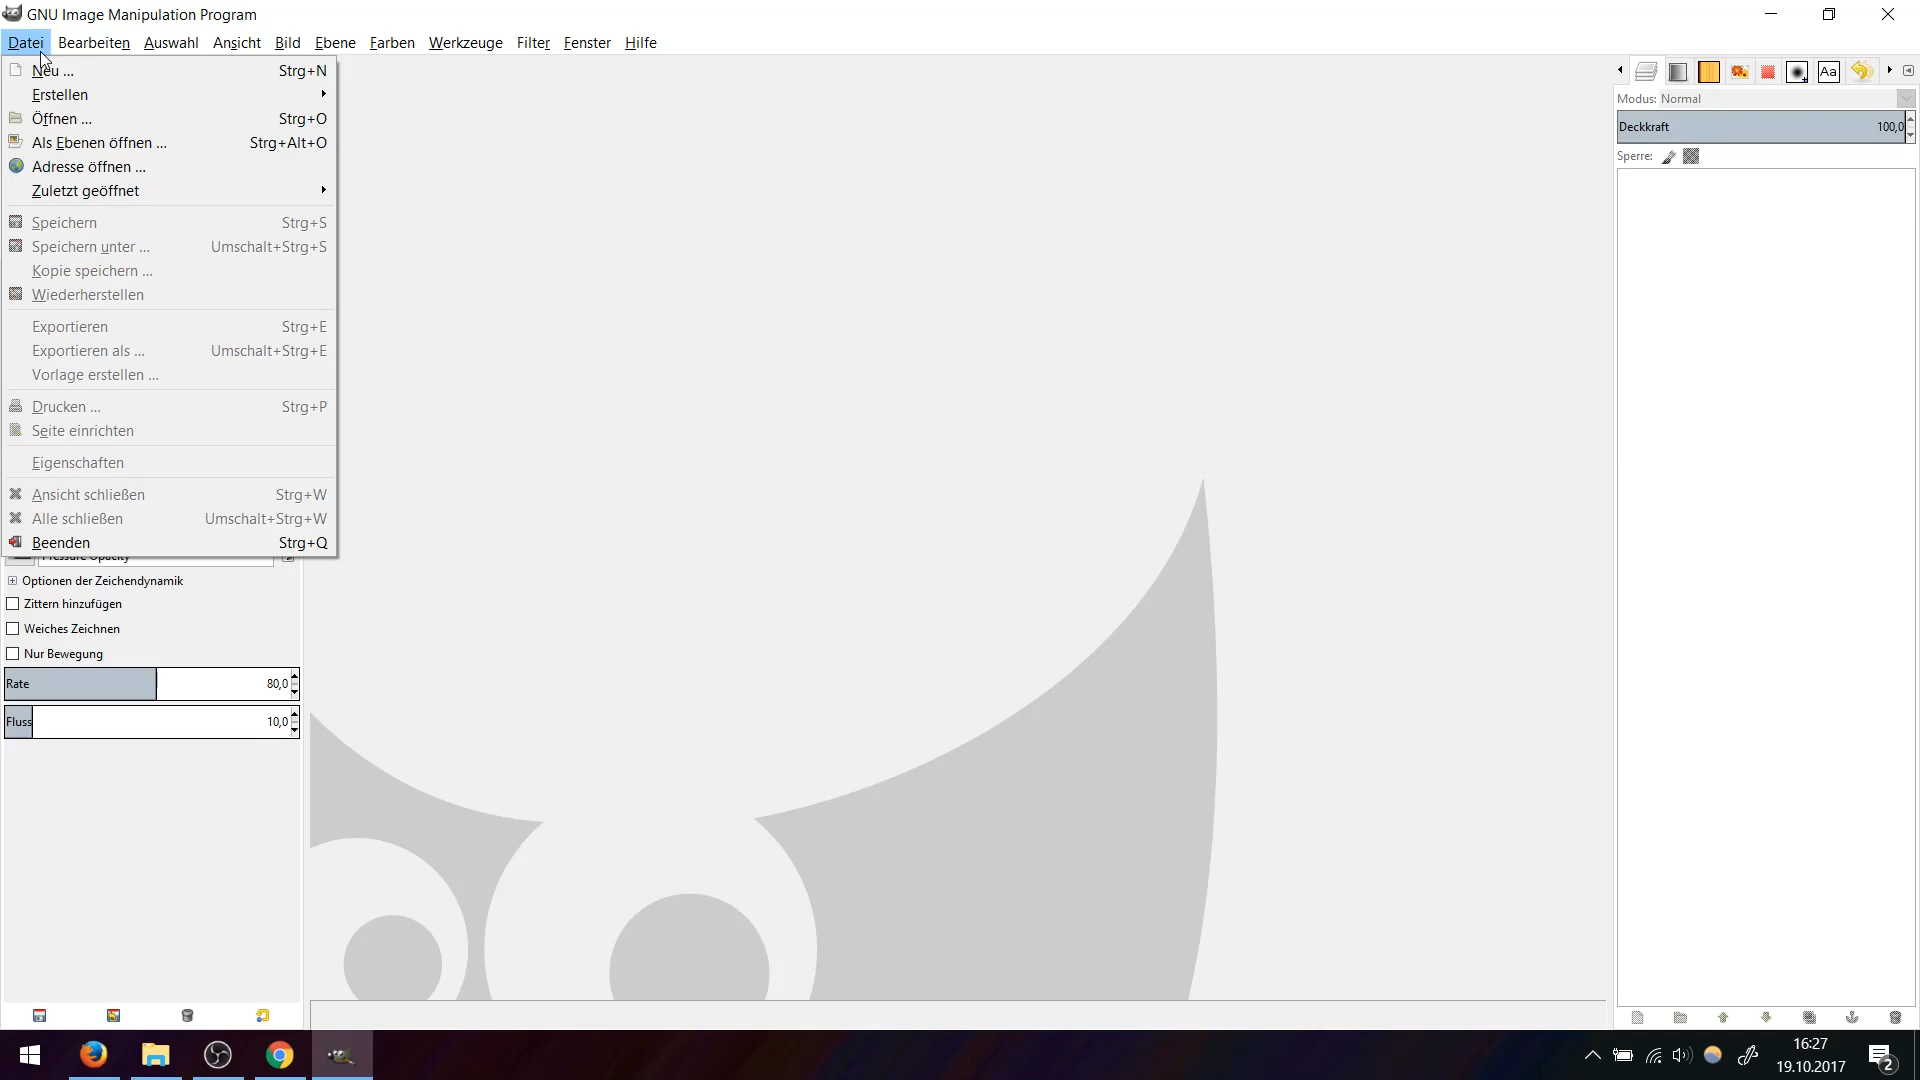 GNU Image Manipulation Program
Datei Bearbeiten Auswahl Ansicht Bild Ebene Farben Werkzeuge Filter Fenster Hilfe
Neu ... Strg+N
Erstellen
Öffnen ... Strg+O
Als Ebenen öffnen ... Strg+Alt+O
Adresse öffnen ...
Zuletzt geöffnet
Speichern Strg+S
Speichern unter ... Umschalt+Strg+S
Kopie speichern ...
Wiederherstellen
Exportieren Strg+E
Exportieren als ... Umschalt+Strg+E
Vorlage erstellen ...
Drucken ... Strg+P
Seite einrichten
Eigenschaften
Ansicht schließen Strg+W
Alle schließen Umschalt+Strg+W
Beenden Strg+Q
Pressure Opacity
Optionen der Zeichendynamik
Zittern hinzufügen
Weiches Zeichnen
Nur Bewegung
Rate 80,0
Fluss 10,0
Aa
Modus: Normal
Deckkraft 100,0
Sperre:
16:27
19.10.2017
2